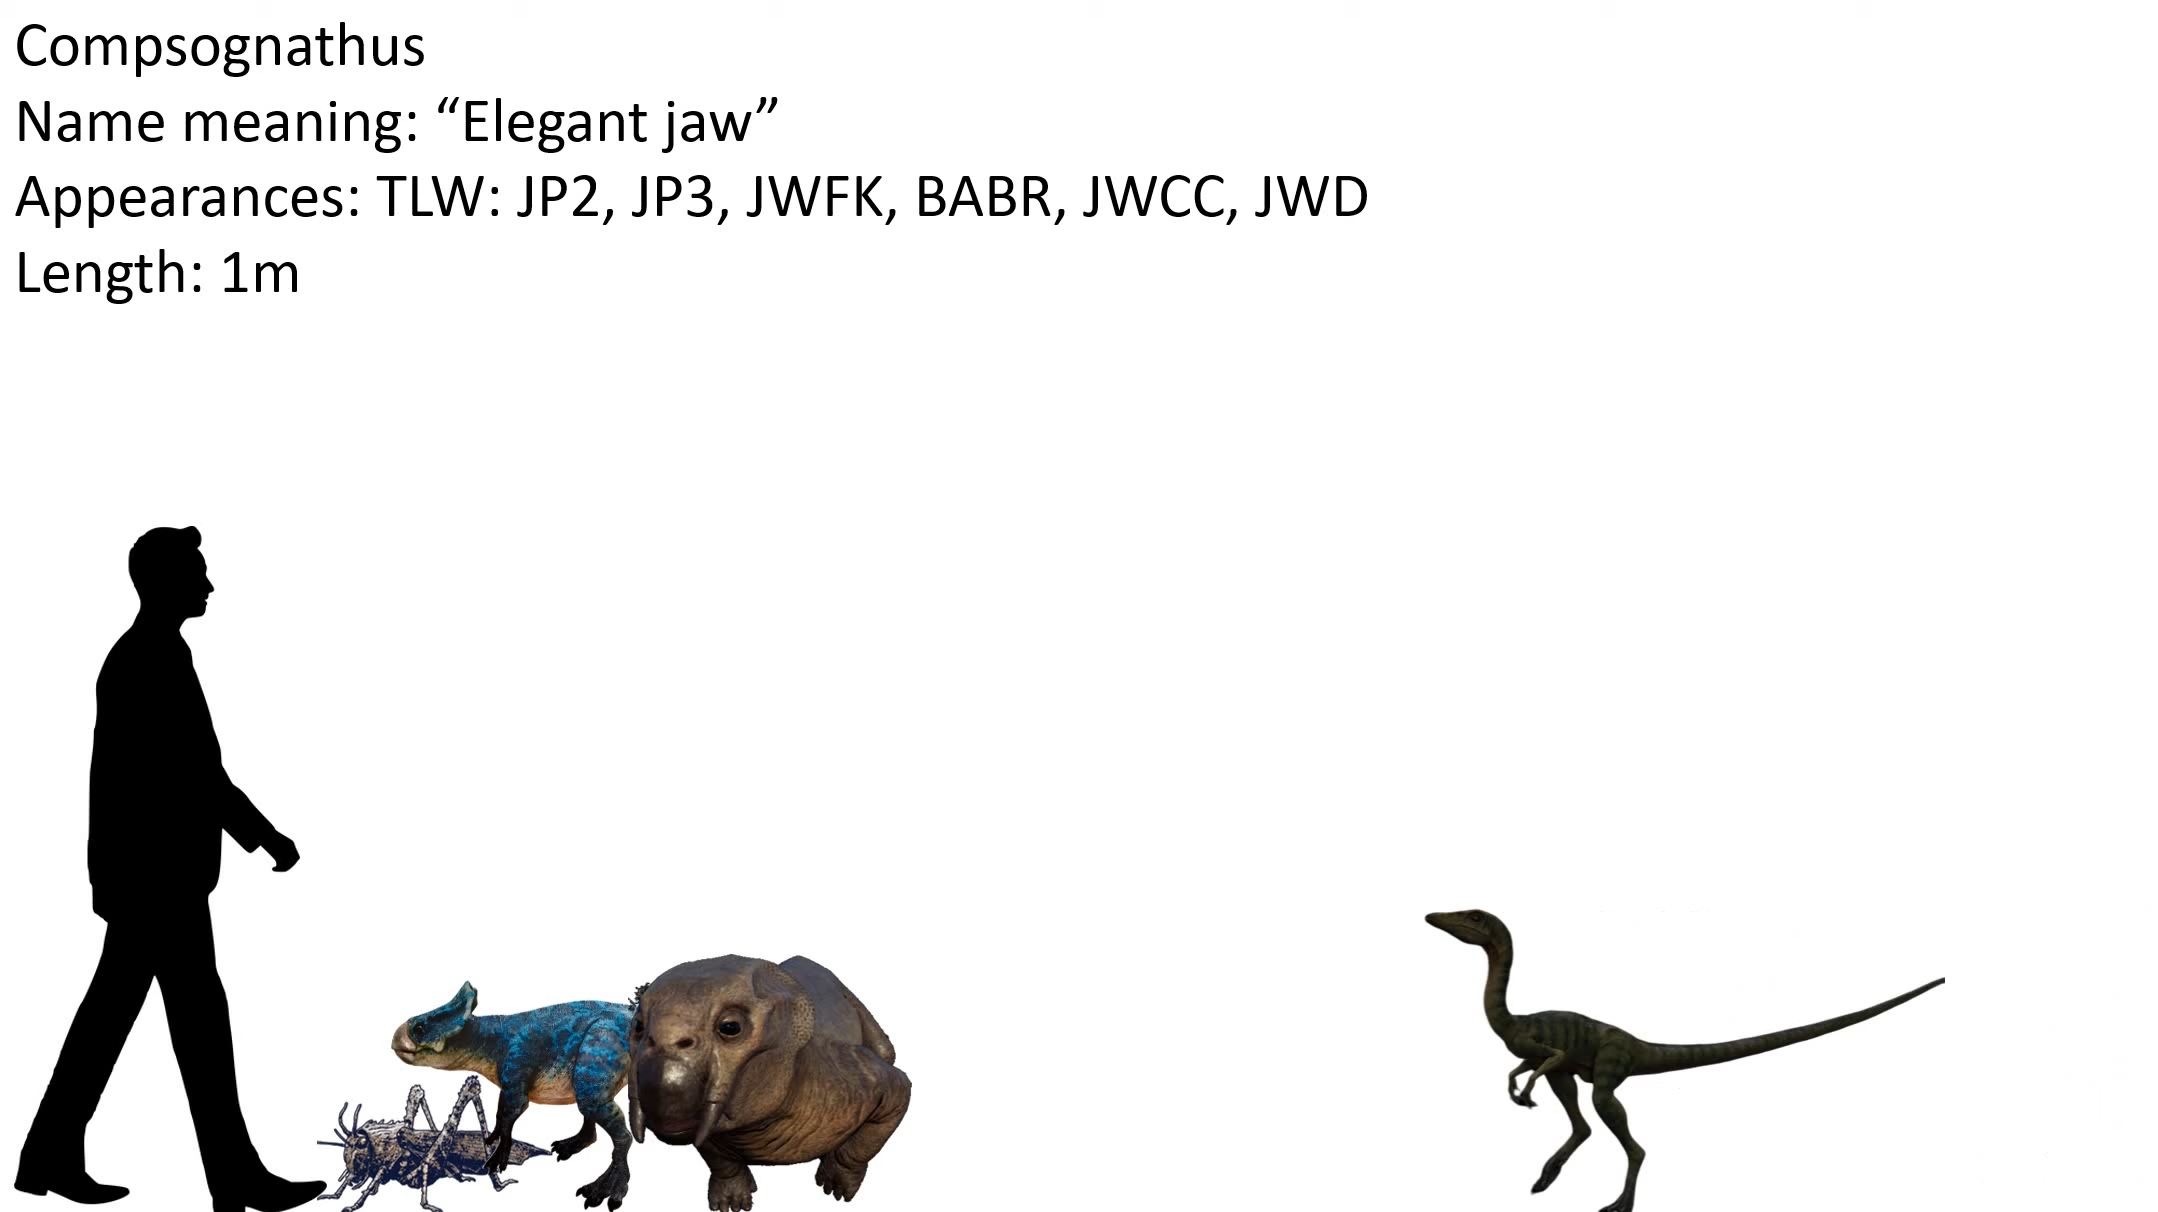 Compsognathus
Name meaning: “Elegant jaw”
Appearances: TLW: JP2, JP3, JWFK, BABR, JWCC, JWD
Length: 1m